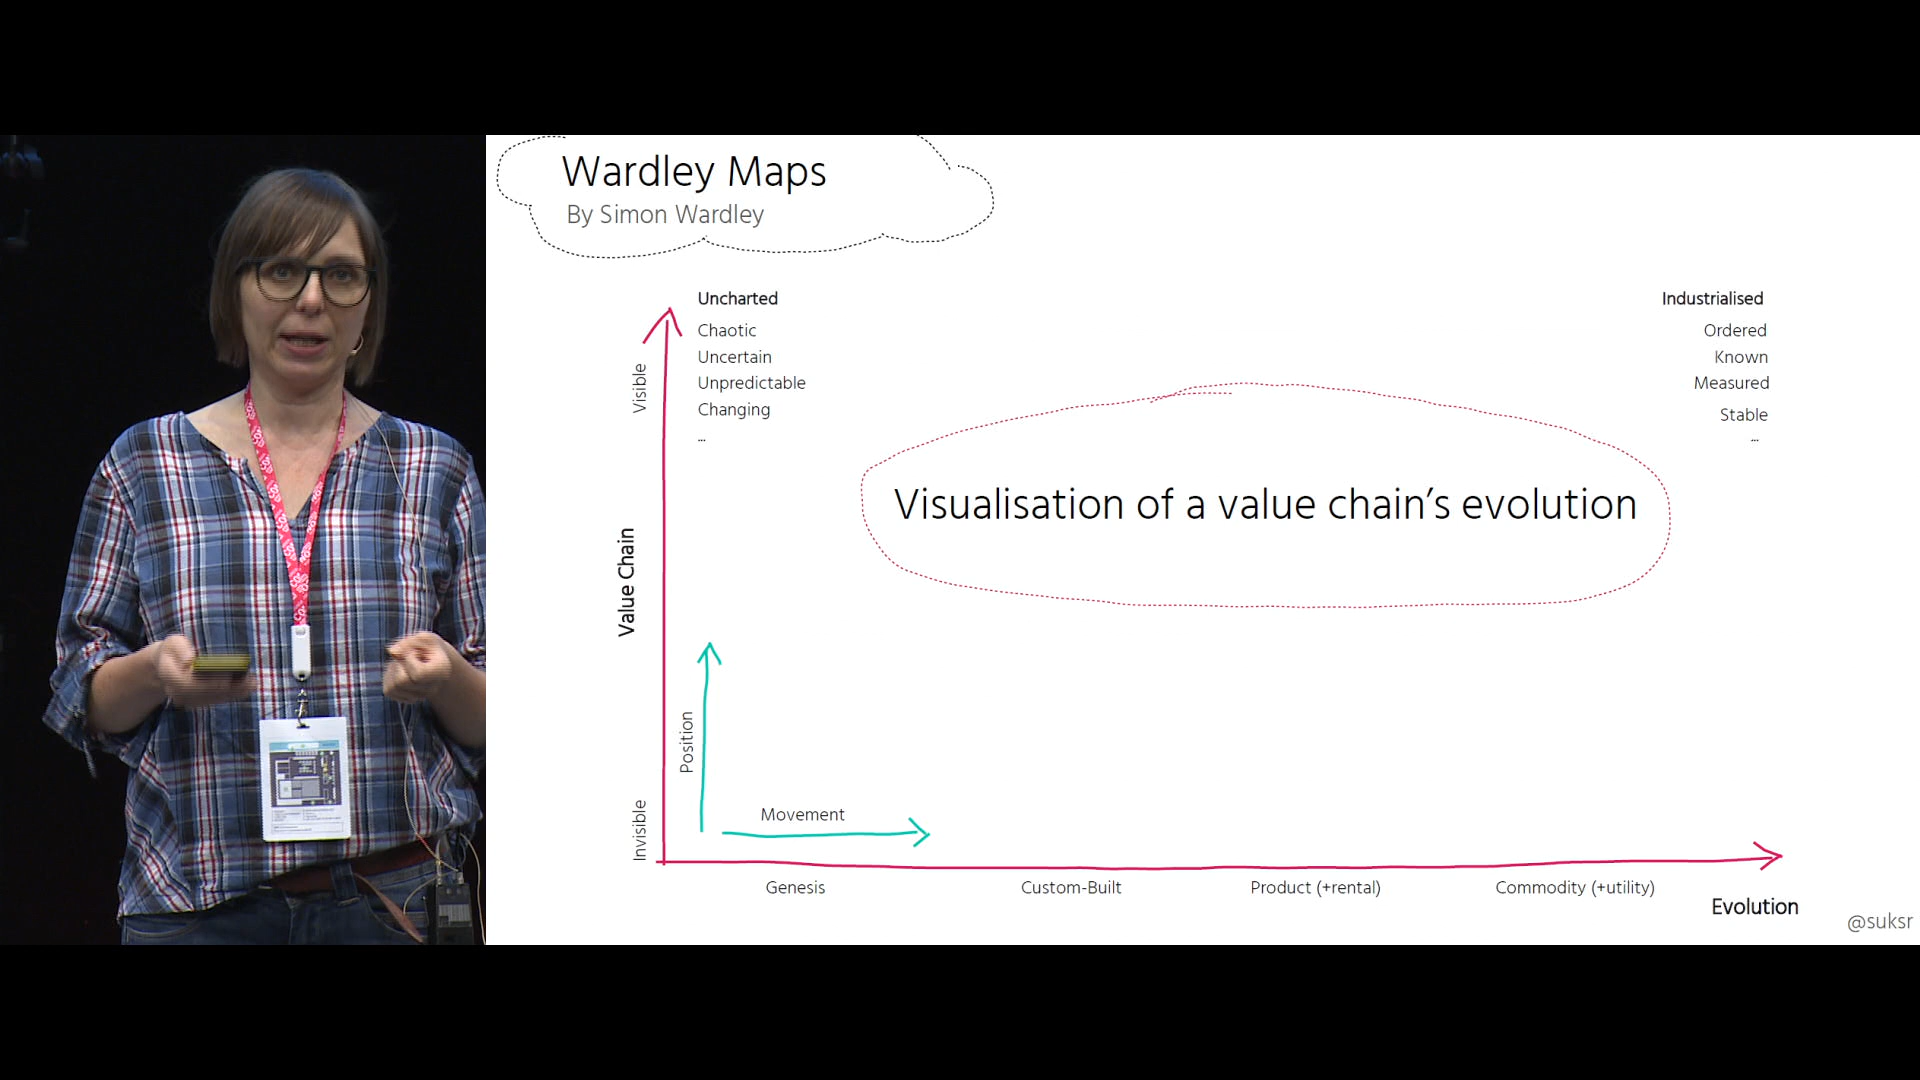 Wardley Maps
By Simon Wardley
Uncharted
Chaotic
Uncertain
Unpredictable
Changing
...
Industrialised
Ordered
Known
Measured
Stable
...
Visible
Value Chain
Invisible
Visualisation of a value chain’s evolution
Position
Movement
Genesis
Custom-Built
Product (+rental)
Commodity (+utility)
Evolution
@suksr